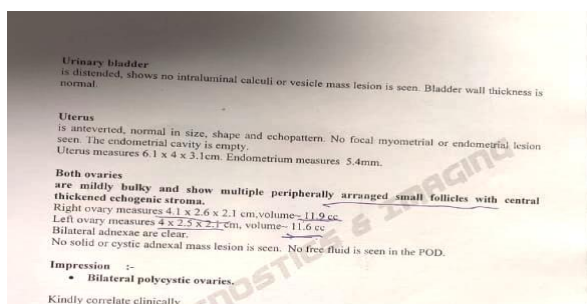 Urinary bladder
is distended, shows no intraluminal calculi or vesicle mass lesion is seen. Bladder wall thickness is
normal.
Uterus
is anteverted, normal in size, shape and echopattern. No focal myometrial or endometrial lesion
seen. The endometrial cavity is empty.
Uterus measures 6.1 x 4 x 3.1cm. Endometrium measures 5.4mm.
Both ovaries
are mildly bulky and show multiple peripherally arranged small follicles with central
thickened echogenic stroma.
Right ovary measures 4.1 x 2.6 x 2.1 cm, volume~ 11.9 cc
Left ovary measures 4 x 2.5 x 2.1 cm, volume~ 11.6 cc
Bilateral adnexae are clear.
No solid or cystic adnexal mass lesion is seen. No free fluid is seen in the POD.
Impression :-
• Bilateral polycystic ovaries.
Kindly correlate clinically
NOSTICS & IMAGING